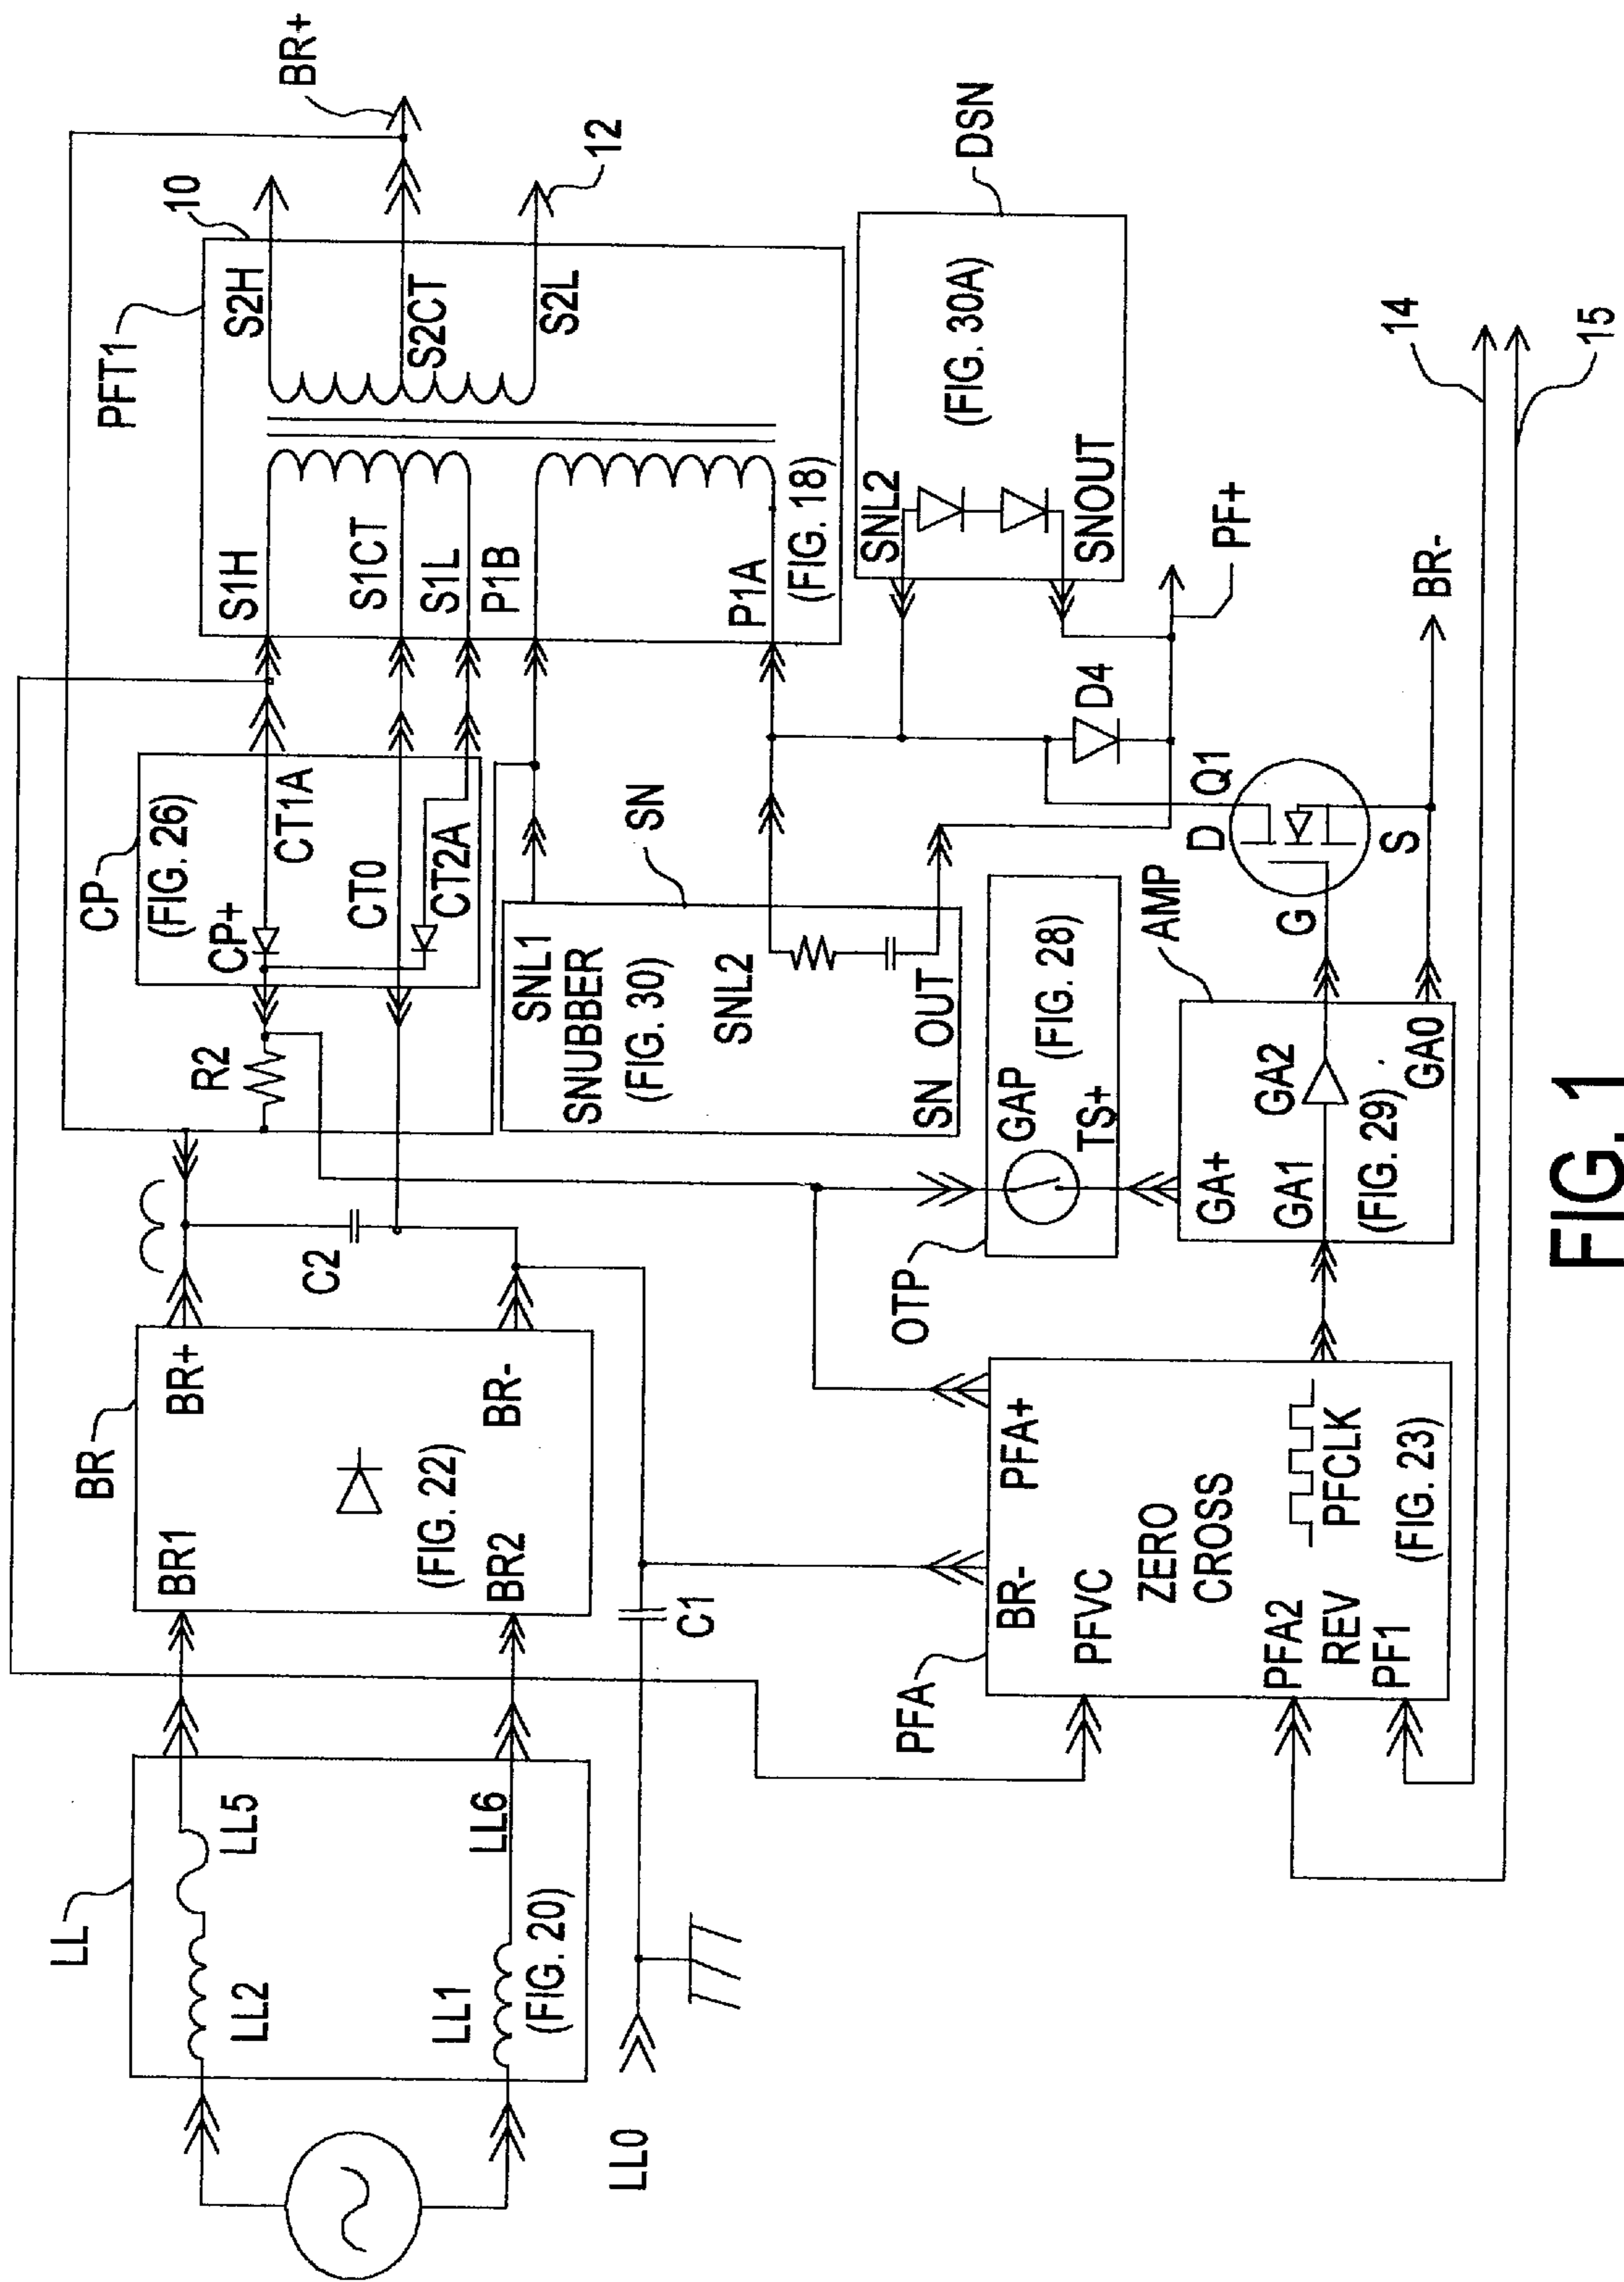 PFT1
10
BR+
S2H
S2CT
S2L
12
S1H
S1CT
S1L
P1B
P1A
(FIG. 18)
CP
(FIG. 26)
CP+
CT1A
CT0
CT2A
R2
SN
SNL1
SNUBBER
(FIG. 30)
SNL2
SN OUT
DSN
SNL2
(FIG. 30A)
SNOUT
D4
PF+
LL
LL2
LL5
LL1
LL6
(FIG. 20)
LL0
BR
BR1
BR+
(FIG. 22)
BR2
BR-
C2
C1
OTP
GAP
(FIG. 28)
TS+
AMP
GA+
GA1
GA2
(FIG. 29)
GA0
D
Q1
G
S
BR-
PFA
BR-
PFA+
PFVC
ZERO
CROSS
PFA2
REV
PFCLK
PF1
(FIG. 23)
14
15
FIG. 1